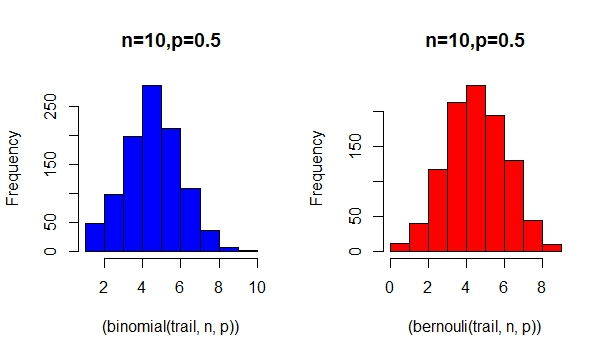 n=10,p=0.5
n=10,p=0.5
Frequency
250
150
50
0
2 4 6 8 10
(binomial(trail, n, p))
Frequency
150
50
0
0 2 4 6 8
(bernouli(trail, n, p))